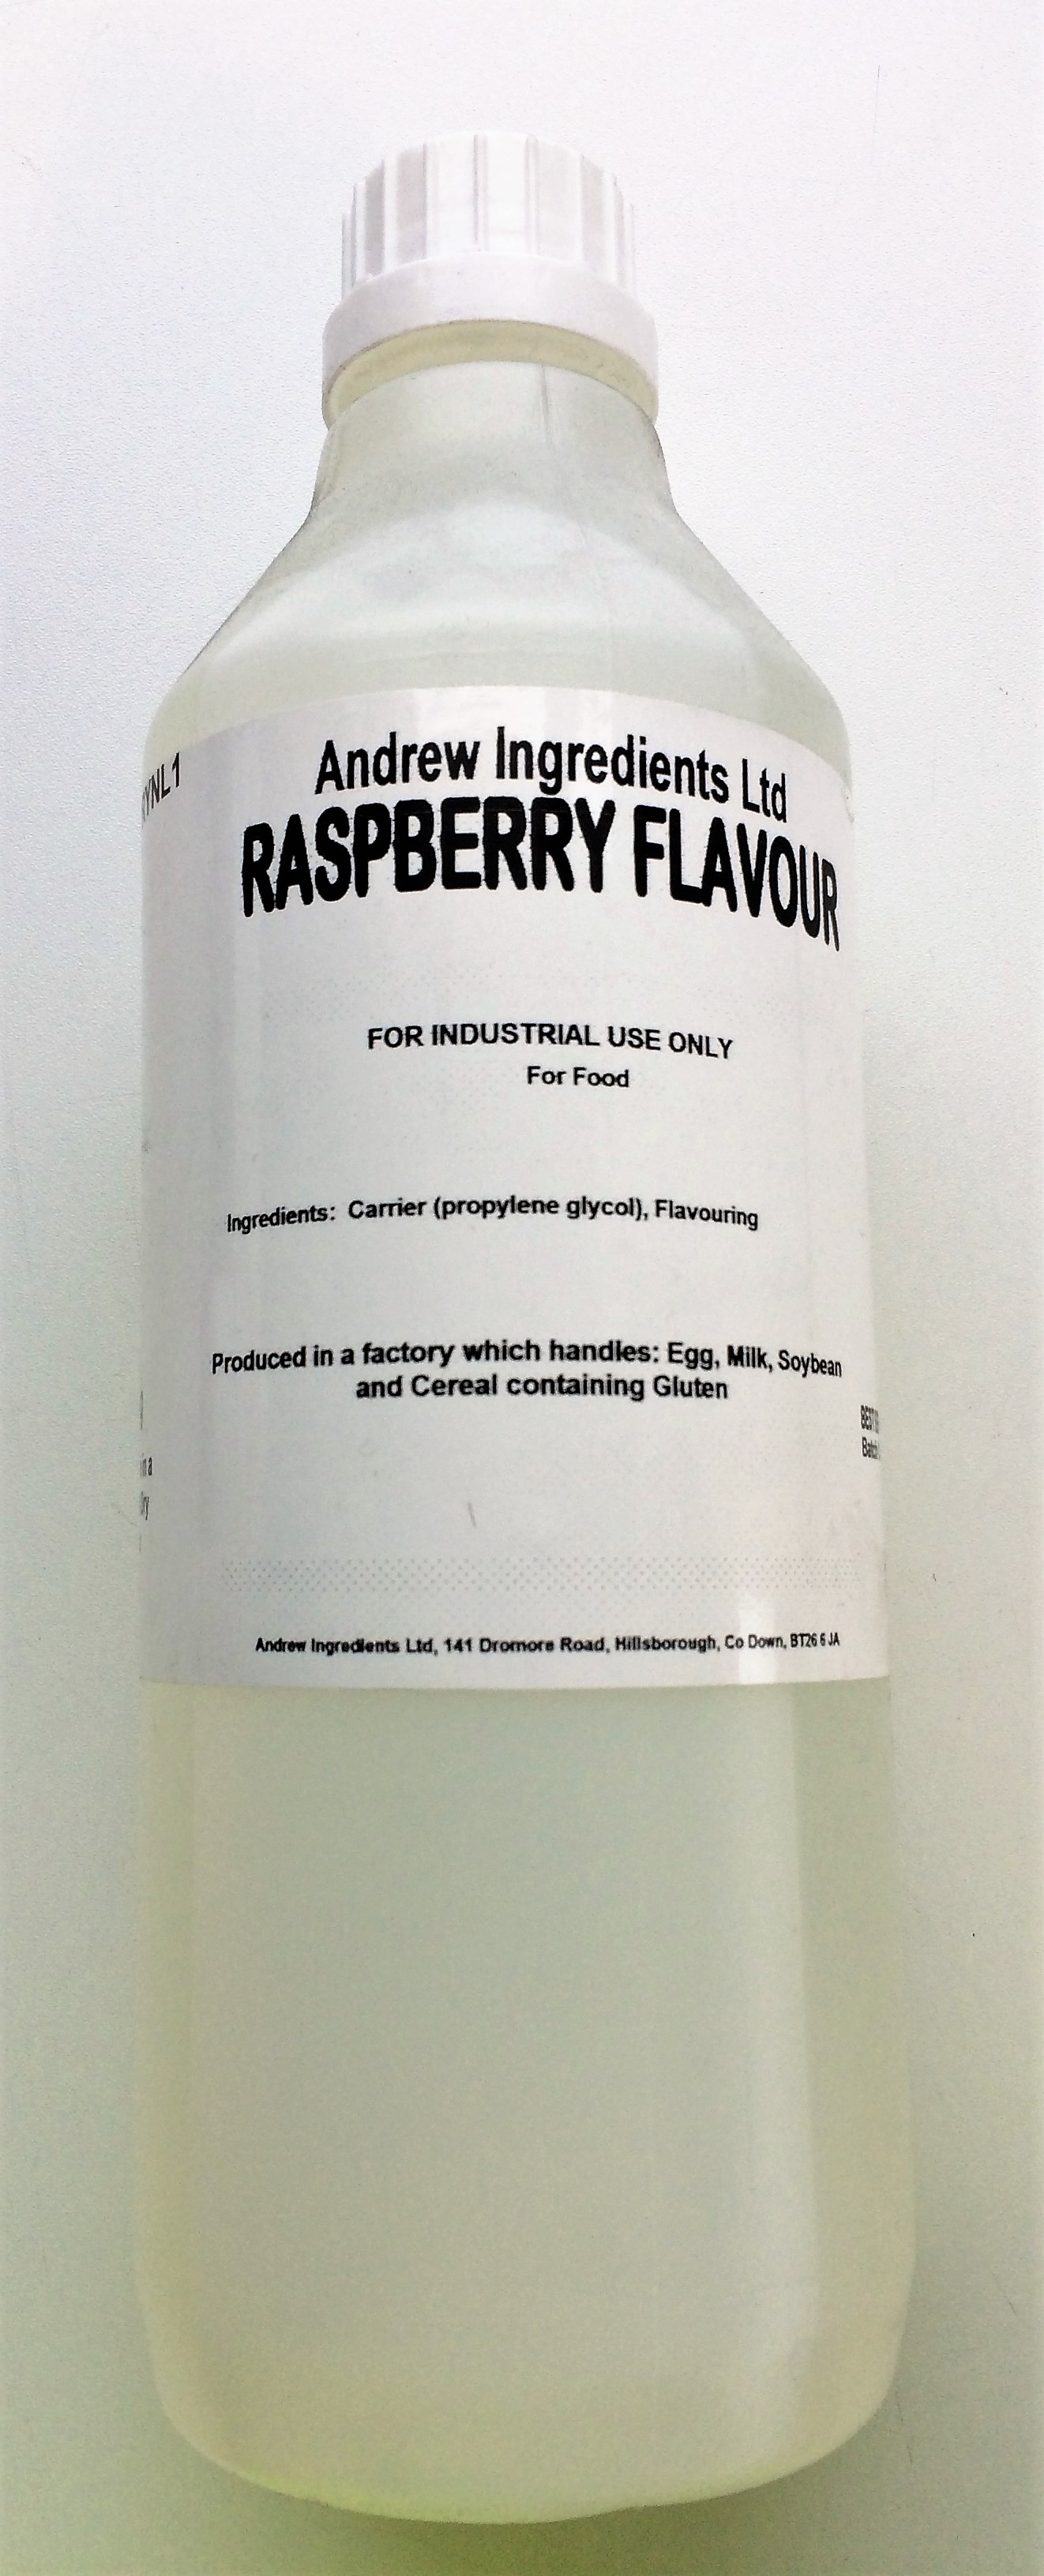 Andrew Ingredients Ltd
RASPBERRY FLAVOUR
FOR INDUSTRIAL USE ONLY
For Food
Ingredients: Carrier (propylene glycol), Flavouring
Produced in a factory which handles: Egg, Milk, Soybean
and Cereal containing Gluten
Andrew Ingredients Ltd, 141 Dromore Road, Hillsborough, Co Down, BT26 6 JA